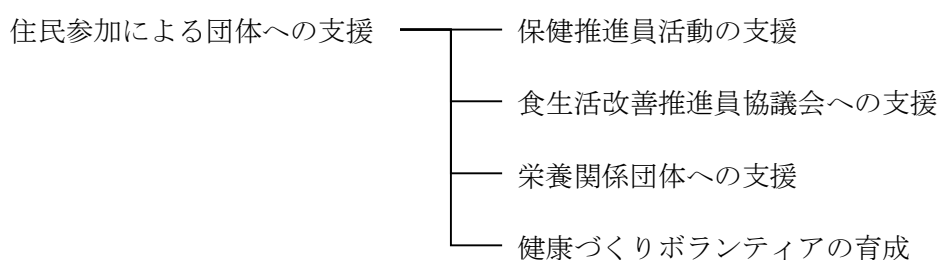 住民参加による団体への支援
保健推進員活動の支援
食生活改善推進員協議会への支援
栄養関係団体への支援
健康づくりボランティアの育成